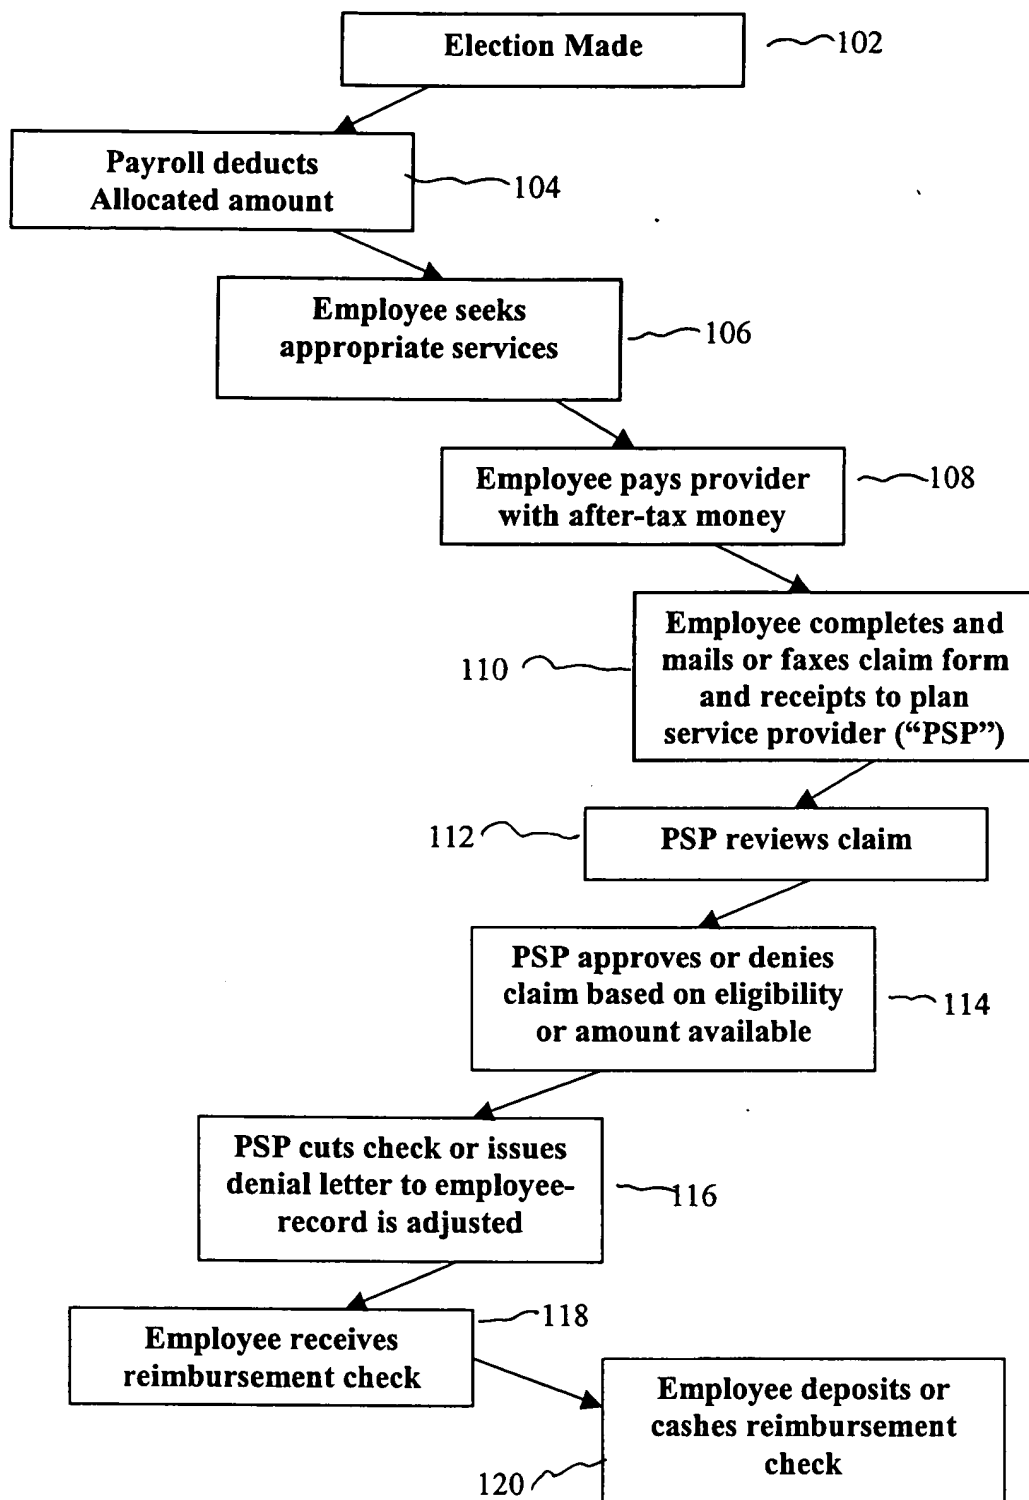 Election Made
102
Payroll deducts
Allocated amount
104
Employee seeks
appropriate services
106
Employee pays provider
with after-tax money
108
Employee completes and
mails or faxes claim form
and receipts to plan
service provider (“PSP”)
110
PSP reviews claim
112
PSP approves or denies
claim based on eligibility
or amount available
114
PSP cuts check or issues
denial letter to employee-
record is adjusted
116
Employee receives
reimbursement check
118
Employee deposits or
cashes reimbursement
check
120